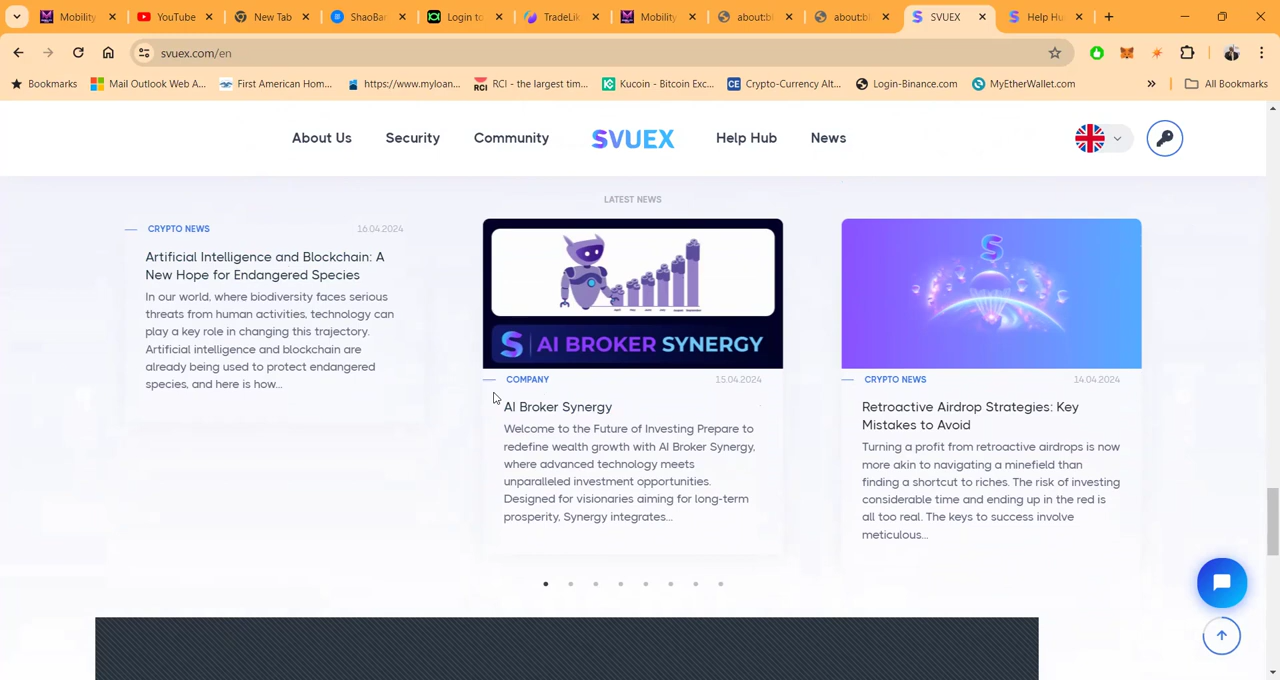 Mobility
YouTube
New Tab
ShaoBa
Login to
TradeLik
Mobility
about:bl
about:bl
SVUEX
Help Hu
svuex.com/en
Bookmarks
Mail Outlook Web A...
First American Hom...
https://www.myloan...
RCI - the largest tim...
Kucoin - Bitcoin Exc...
Crypto-Currency Alt...
Login-Binance.com
MyEtherWallet.com
All Bookmarks
About Us
Security
Community
SVUEX
Help Hub
News
LATEST NEWS
CRYPTO NEWS
16.04.2024
Artificial Intelligence and Blockchain: A
New Hope for Endangered Species
In our world, where biodiversity faces serious
threats from human activities, technology can
play a key role in changing this trajectory.
Artificial intelligence and blockchain are
already being used to protect endangered
species, and here is how...
S AI BROKER SYNERGY
COMPANY
15.04.2024
AI Broker Synergy
Welcome to the Future of Investing Prepare to
redefine wealth growth with AI Broker Synergy,
where advanced technology meets
unparalleled investment opportunities.
Designed for visionaries aiming for long-term
prosperity, Synergy integrates...
S
CRYPTO NEWS
14.04.2024
Retroactive Airdrop Strategies: Key
Mistakes to Avoid
Turning a profit from retroactive airdrops is now
more akin to navigating a minefield than
finding a shortcut to riches. The risk of investing
considerable time and ending up in the red is
all too real. The keys to success involve
meticulous...